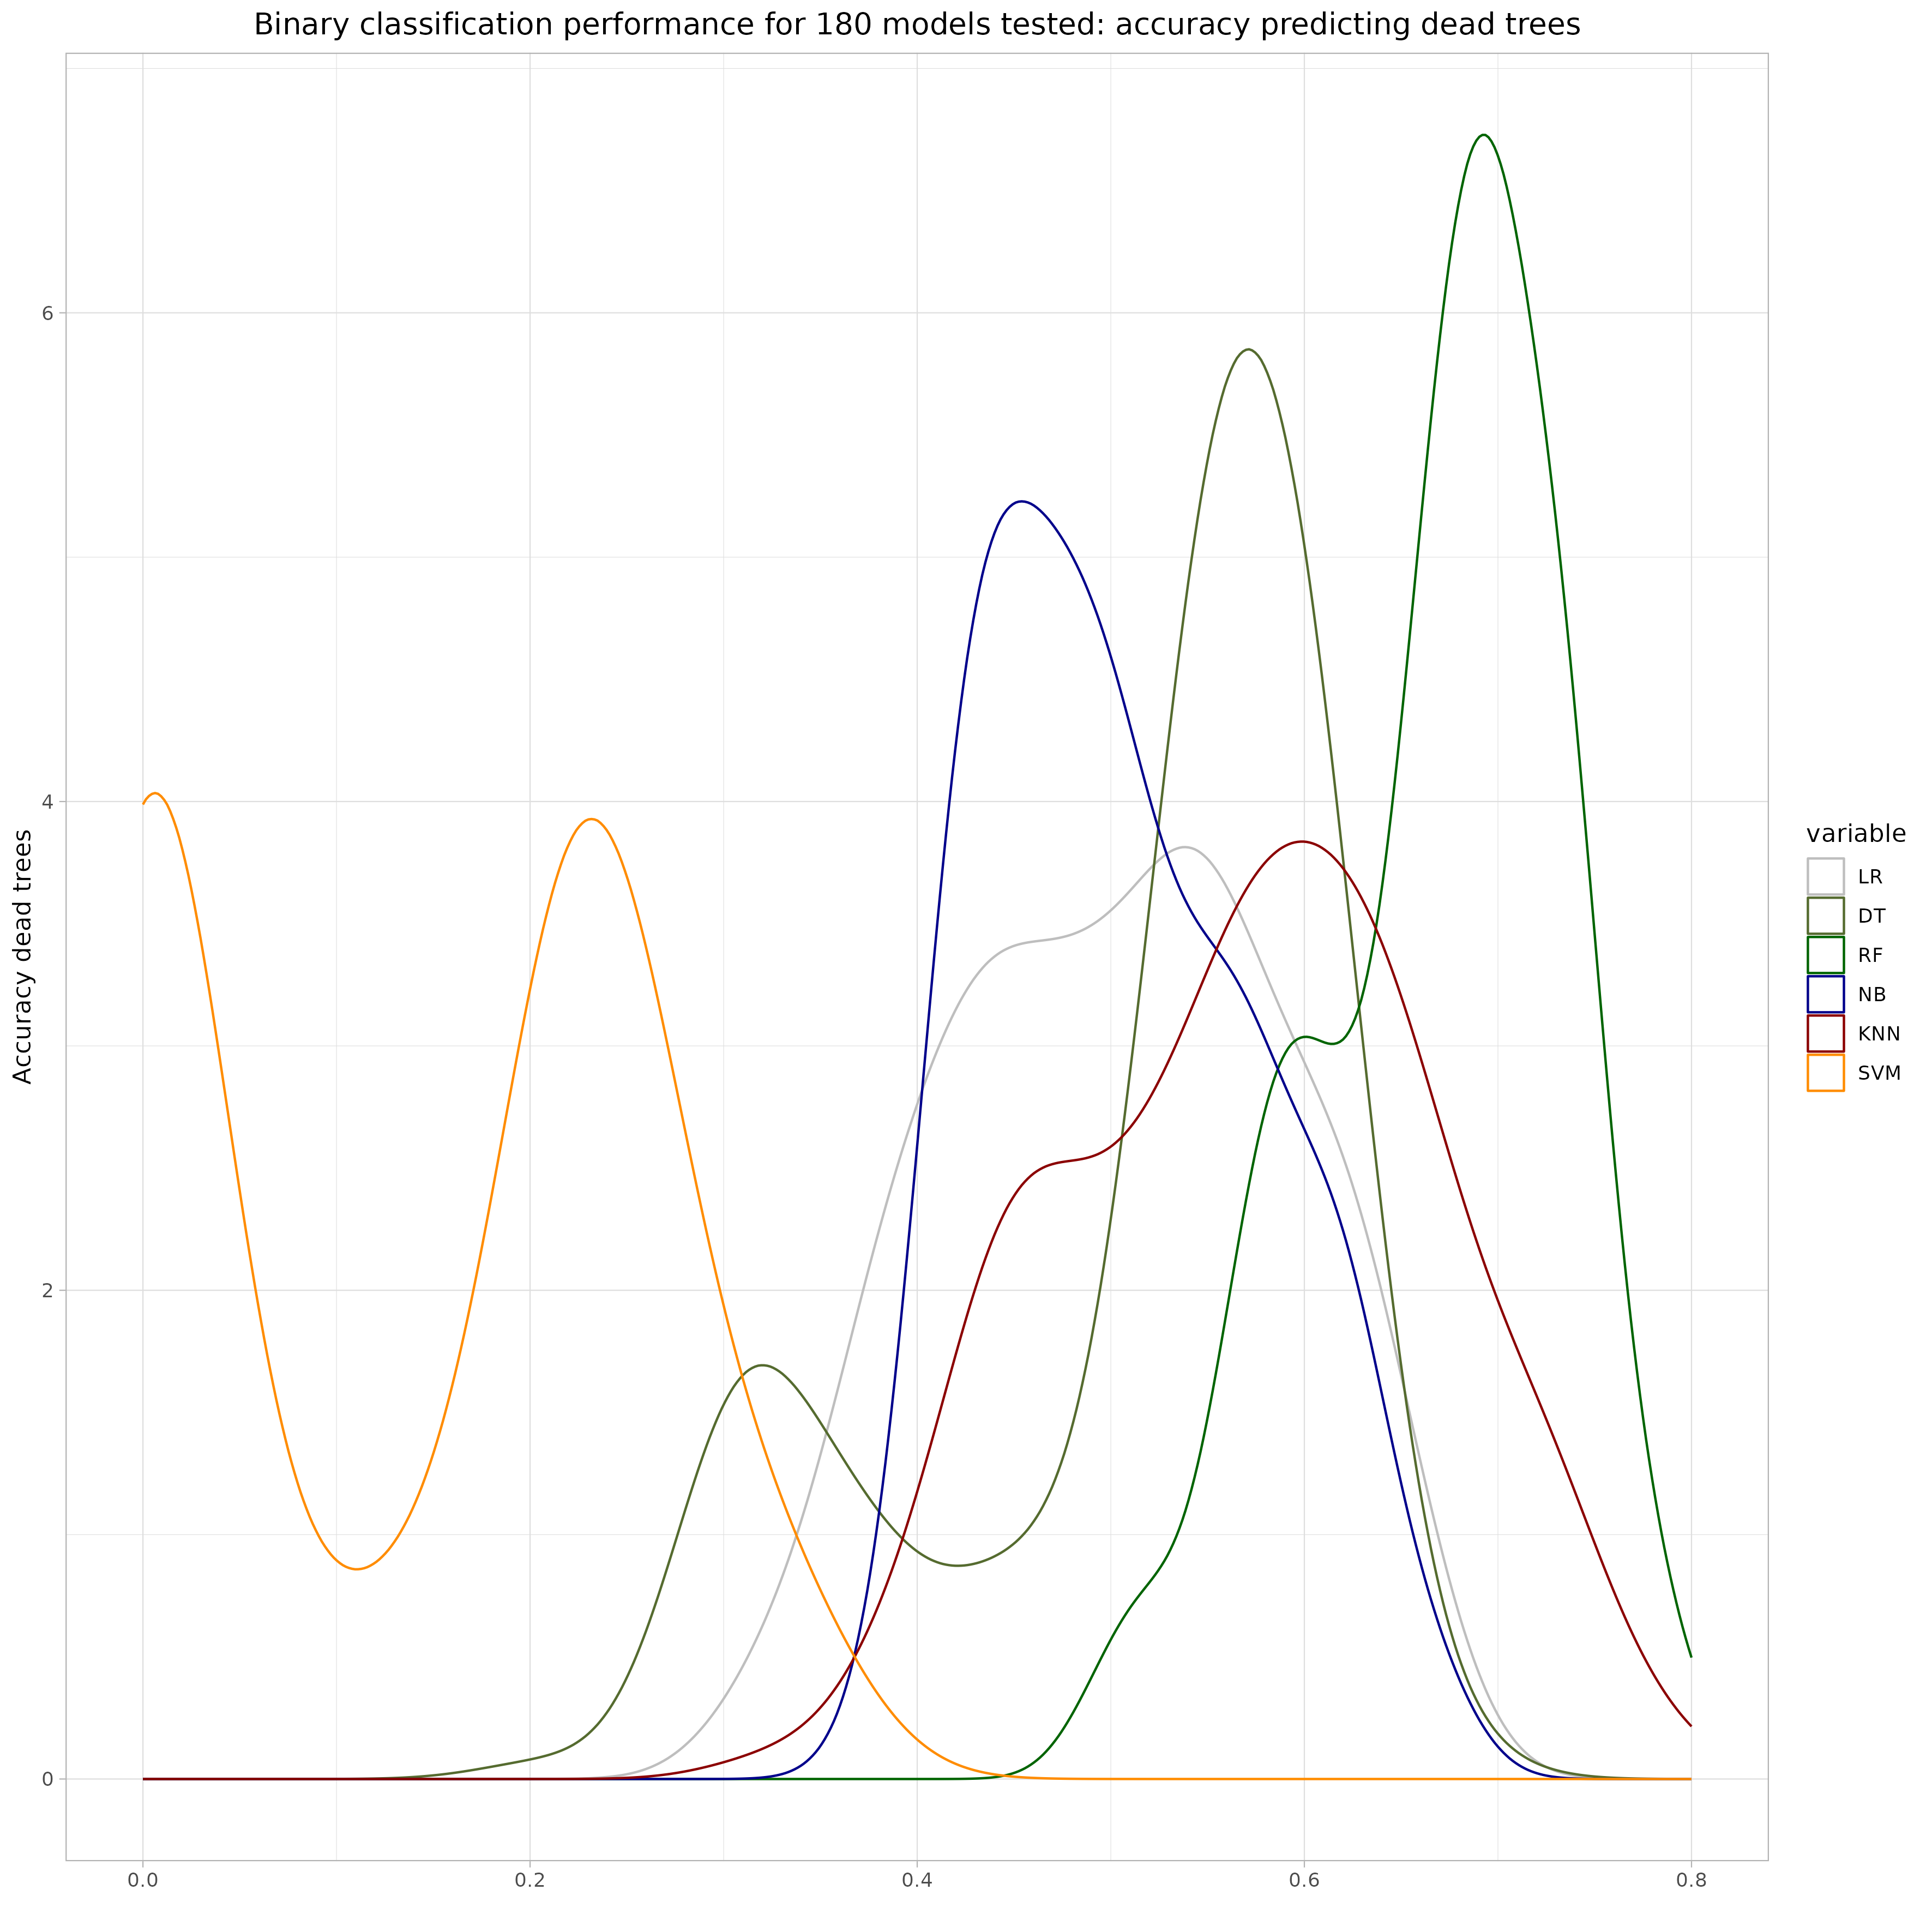 Binary classification performance for 180 models tested: accuracy predicting dead trees
Accuracy dead trees
6
4
2
0
0.0
0.2
0.4
0.6
0.8
variable
LR
DT
RF
NB
KNN
SVM